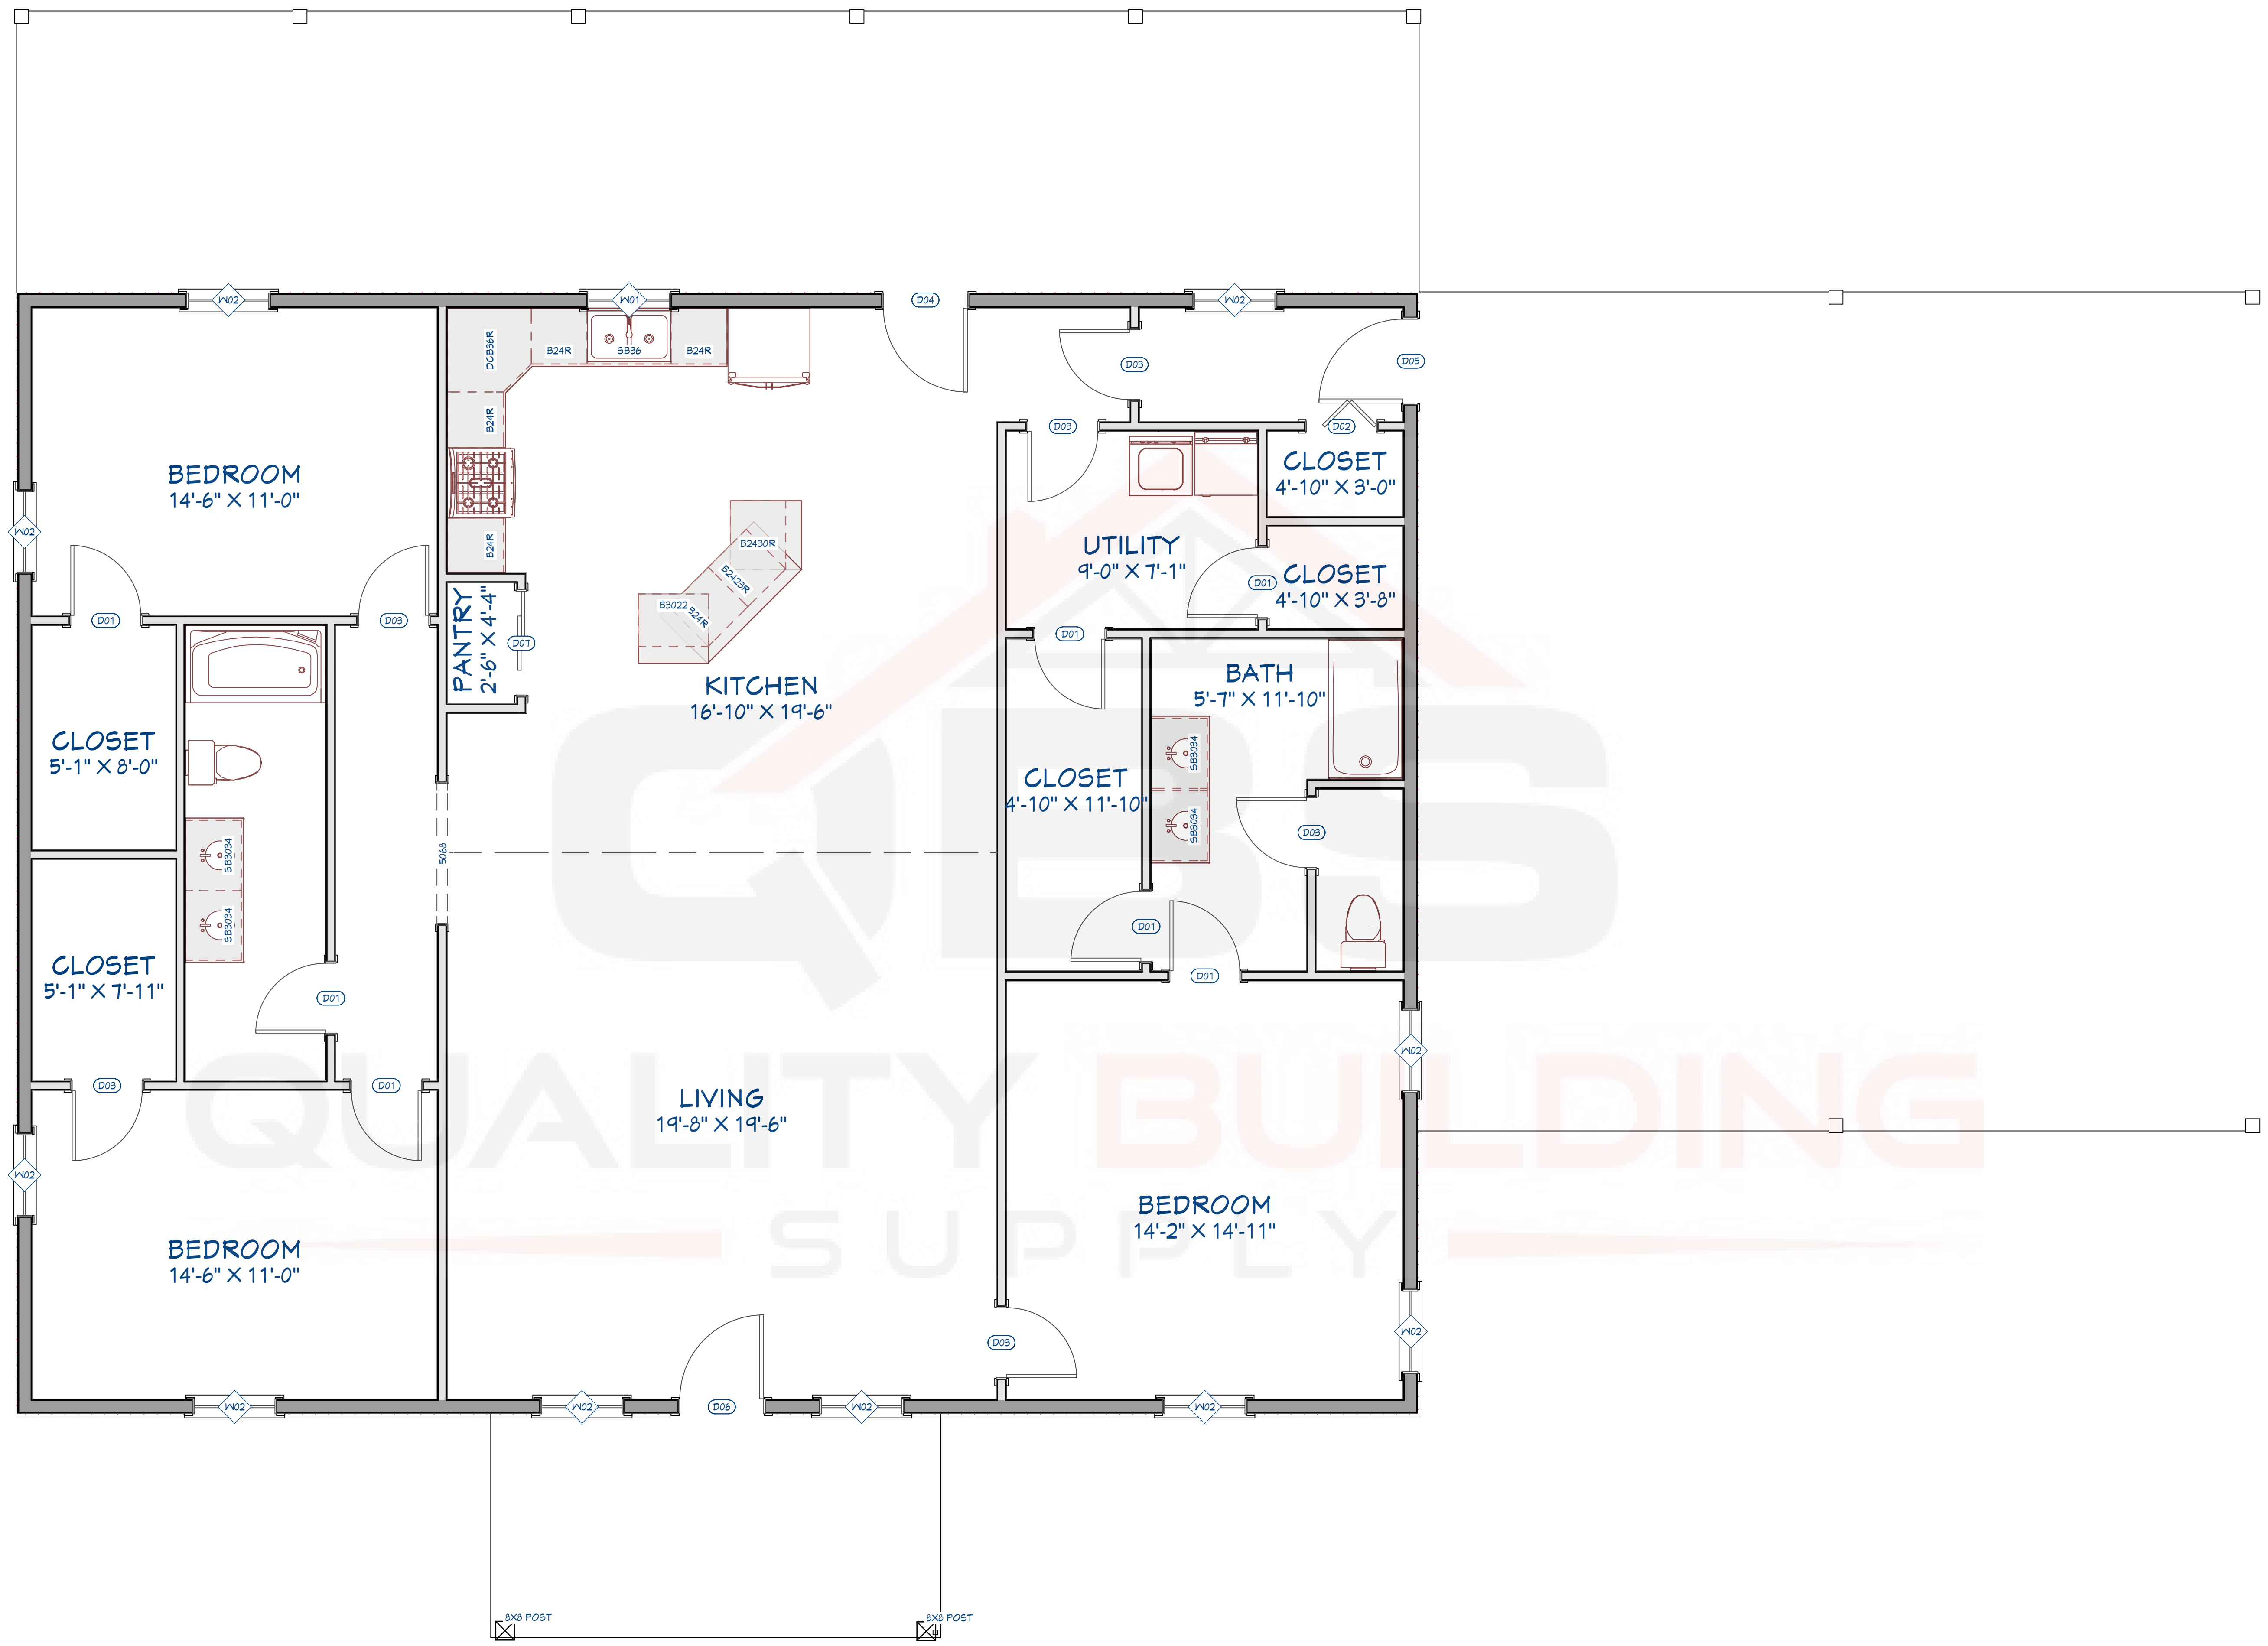 W02
W01
D04
W02
DCB36R
B24R
SB36
B24R
D03
D05
B24R
D03
D02
CLOSET
4'-10" X 3'-0"
BEDROOM
14'-6" X 11'-0"
W02
B24R
B2430R
UTILITY
9'-0" X 7'-1"
B2423R
D01
CLOSET
4'-10" X 3'-8"
B3022
B24R
D01
D03
PANTRY
2'-6" X 4'-4"
D07
D01
KITCHEN
16'-10" X 19'-6"
BATH
5'-7" X 11'-10"
CLOSET
5'-1" X 8'-0"
SB3034
CLOSET
4'-10" X 11'-10"
SB3034
D03
5068
SB3034
SB3034
QBS
D01
CLOSET
5'-1" X 7'-11"
D01
D01
W02
D03
D01
LIVING
19'-8" X 19'-6"
QUALITY BUILDING
SUPPLY
W02
BEDROOM
14'-6" X 11'-0"
BEDROOM
14'-2" X 14'-11"
D03
W02
W02
W02
D06
W02
W02
8X8 POST
8X8 POST